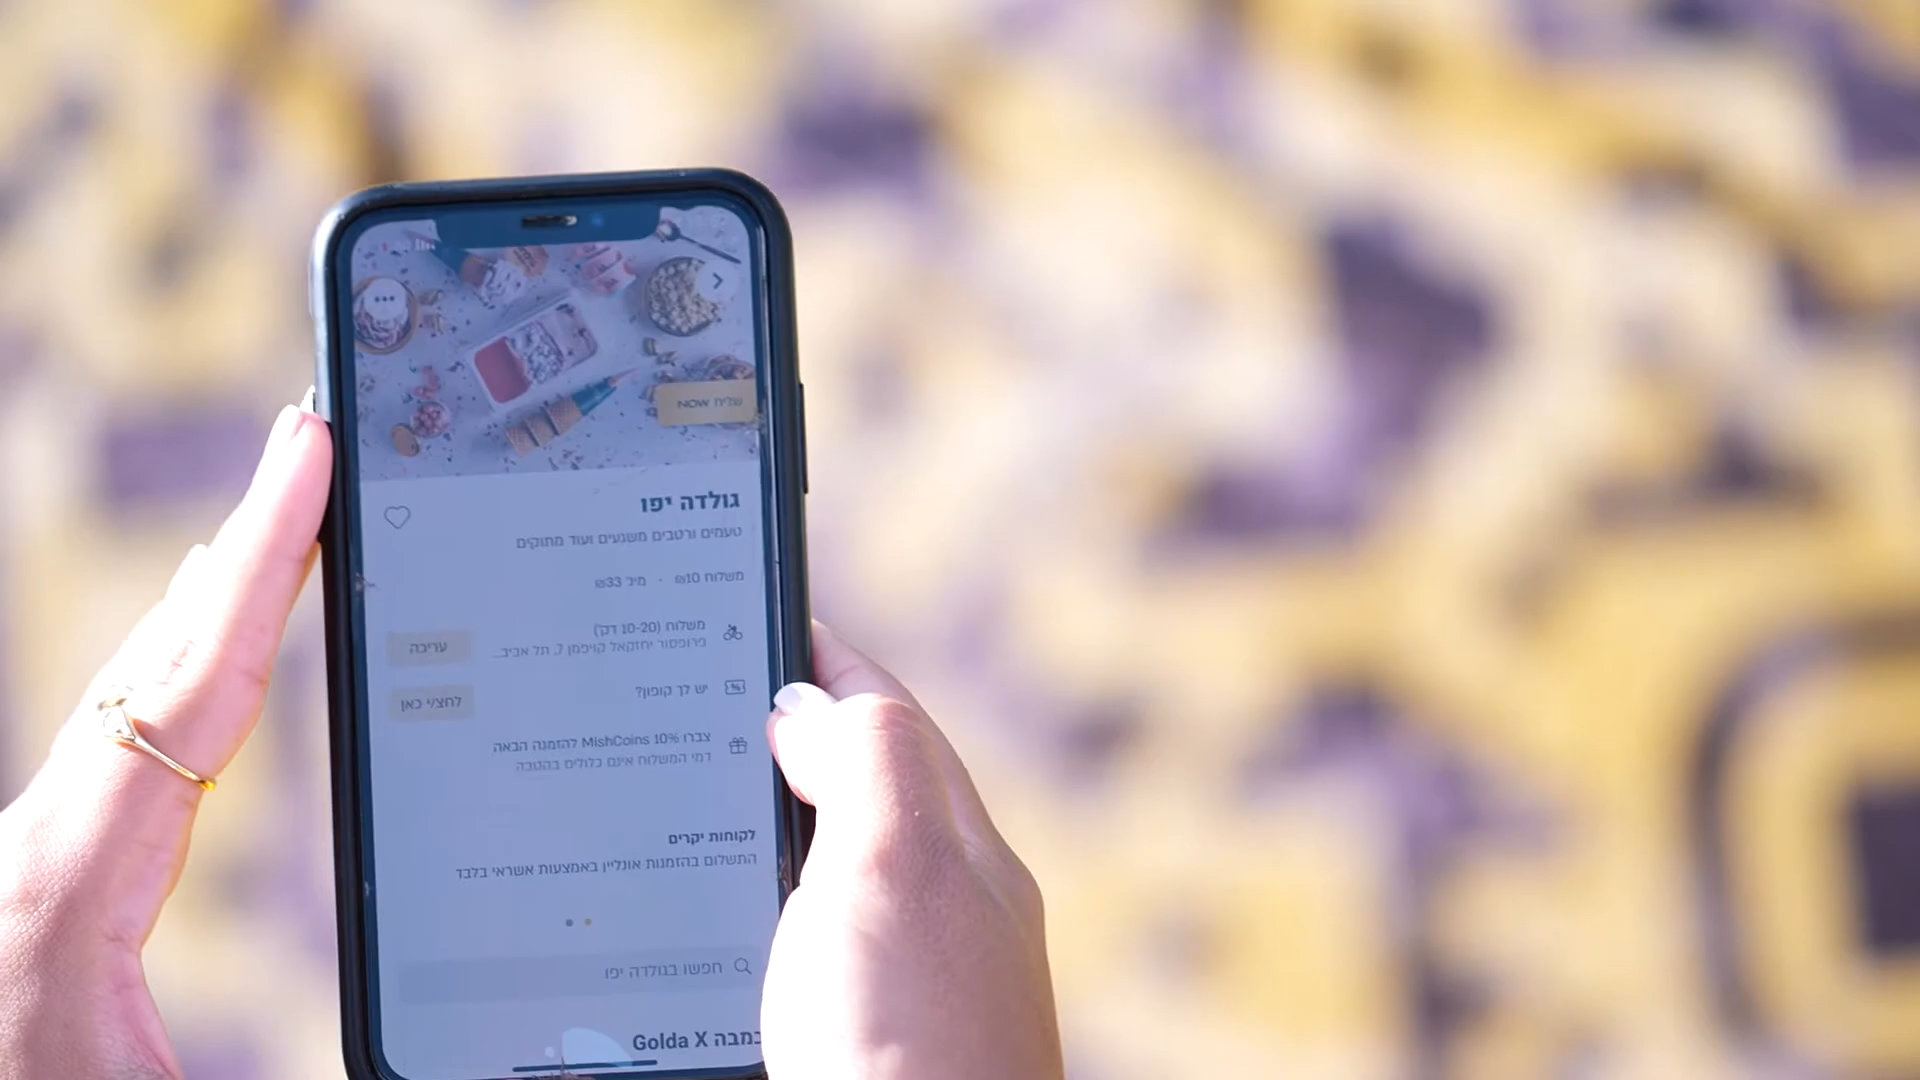 שליח NOW
גולדה יפו
טעמים ורטבים משגעים ועוד מתוקים
משלוח 10₪ - מינ' 33₪
משלוח (10-20 דק')
פרופסור יחזקאל קויפמן 7, תל אביב...
עריכה
יש לך קופון?
לחצ/י כאן
צברו 10% MishCoins להזמנה הבאה
דמי המשלוח אינם כלולים בהטבה
לקוחות יקרים
התשלום בהזמנות אונליין באמצעות אשראי בלבד
חפשו בגולדה יפו
במבה Golda X